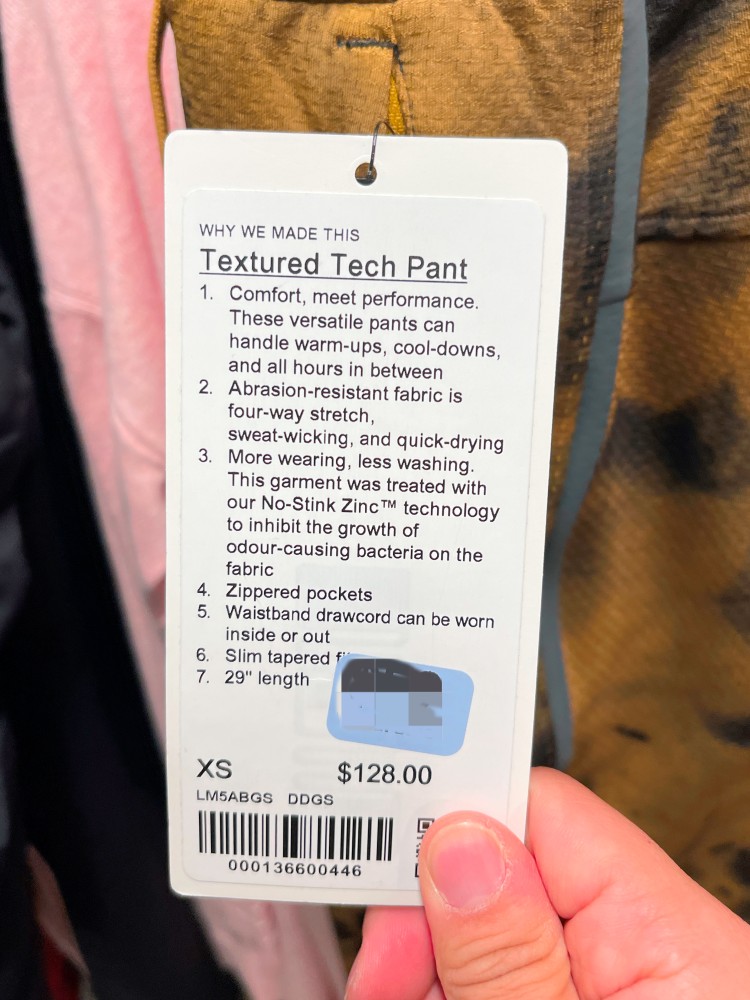 WHY WE MADE THIS
Textured Tech Pant
1. Comfort, meet performance.
These versatile pants can
handle warm-ups, cool-downs,
and all hours in between
2. Abrasion-resistant fabric is
four-way stretch,
sweat-wicking, and quick-drying
3. More wearing, less washing.
This garment was treated with
our No-Stink Zinc™ technology
to inhibit the growth of
odour-causing bacteria on the
fabric
4. Zippered pockets
5. Waistband drawcord can be worn
inside or out
6. Slim tapered
7. 29" length
XS $128.00
LM5ABGS DDGS
000136600446